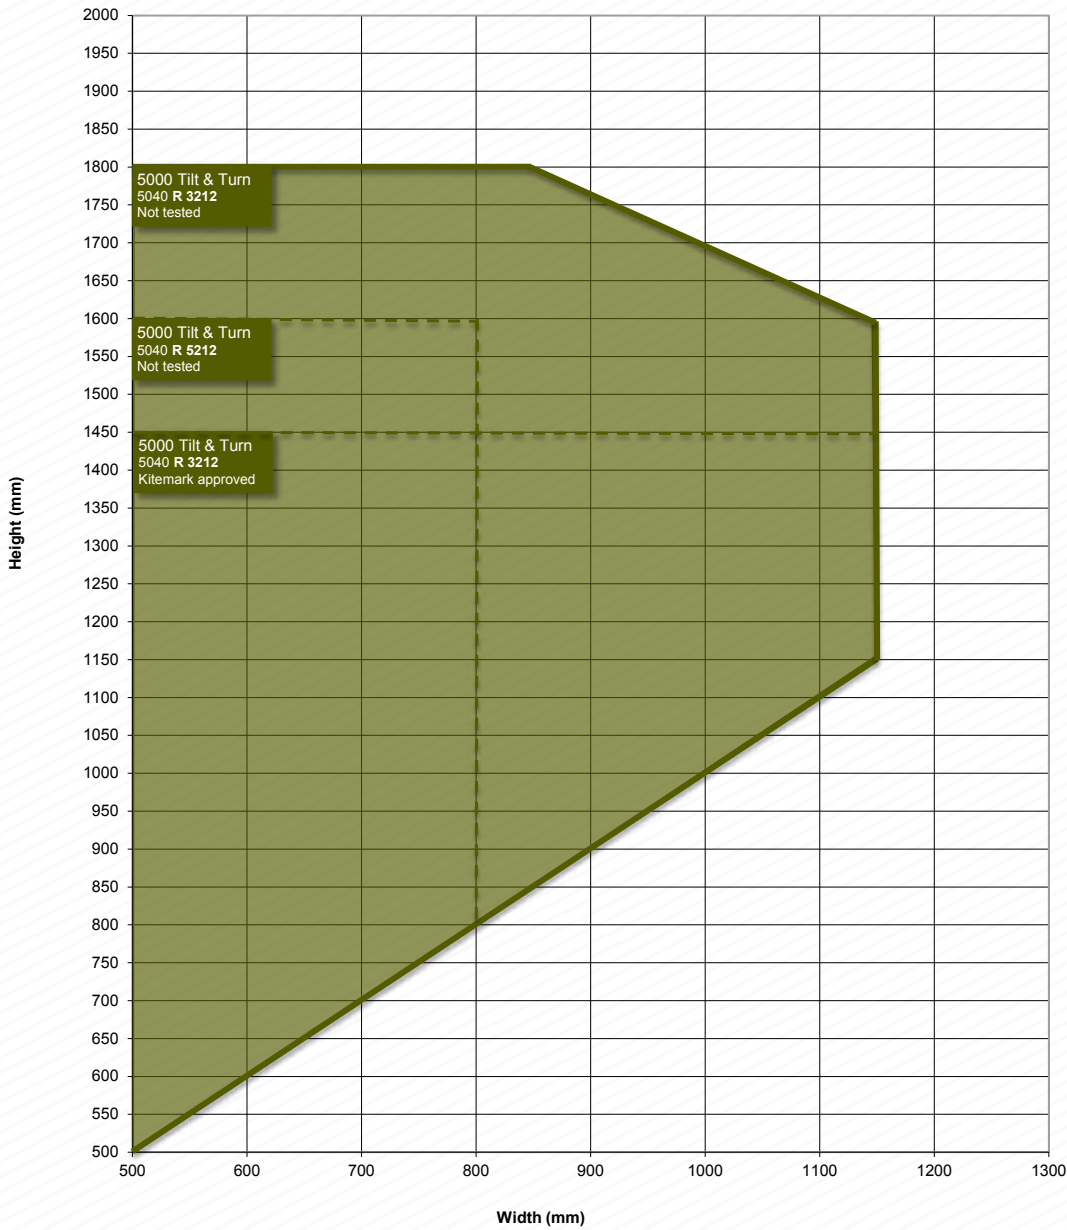 2000
1950
1900
1850
1800
5000 Tilt & Turn
5040 R 3212
Not tested
1750
1700
1650
1600
5000 Tilt & Turn
5040 R 5212
Not tested
1550
1500
1450
5000 Tilt & Turn
5040 R 3212
Kitemark approved
1400
1350
1300
1250
1200
1150
1100
1050
1000
950
900
850
800
750
700
650
600
550
500
Height (mm)
500 600 700 800 900 1000 1100 1200 1300
Width (mm)